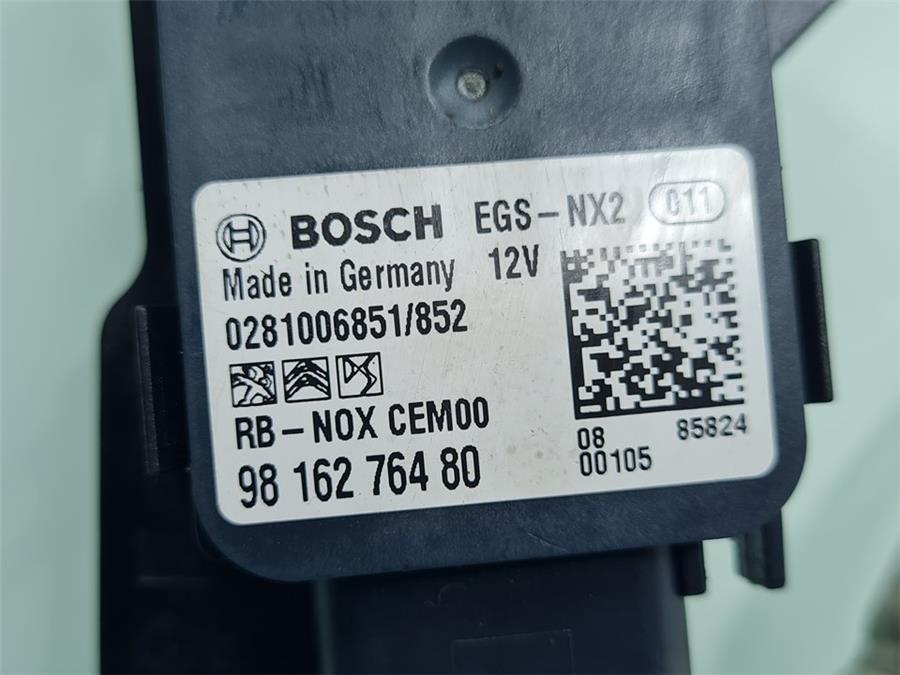 BOSCH EGS-NX2 011
Made in Germany 12V
0281006851/852
RB-NOX CEM00
98 162 764 80
08 85824
00105